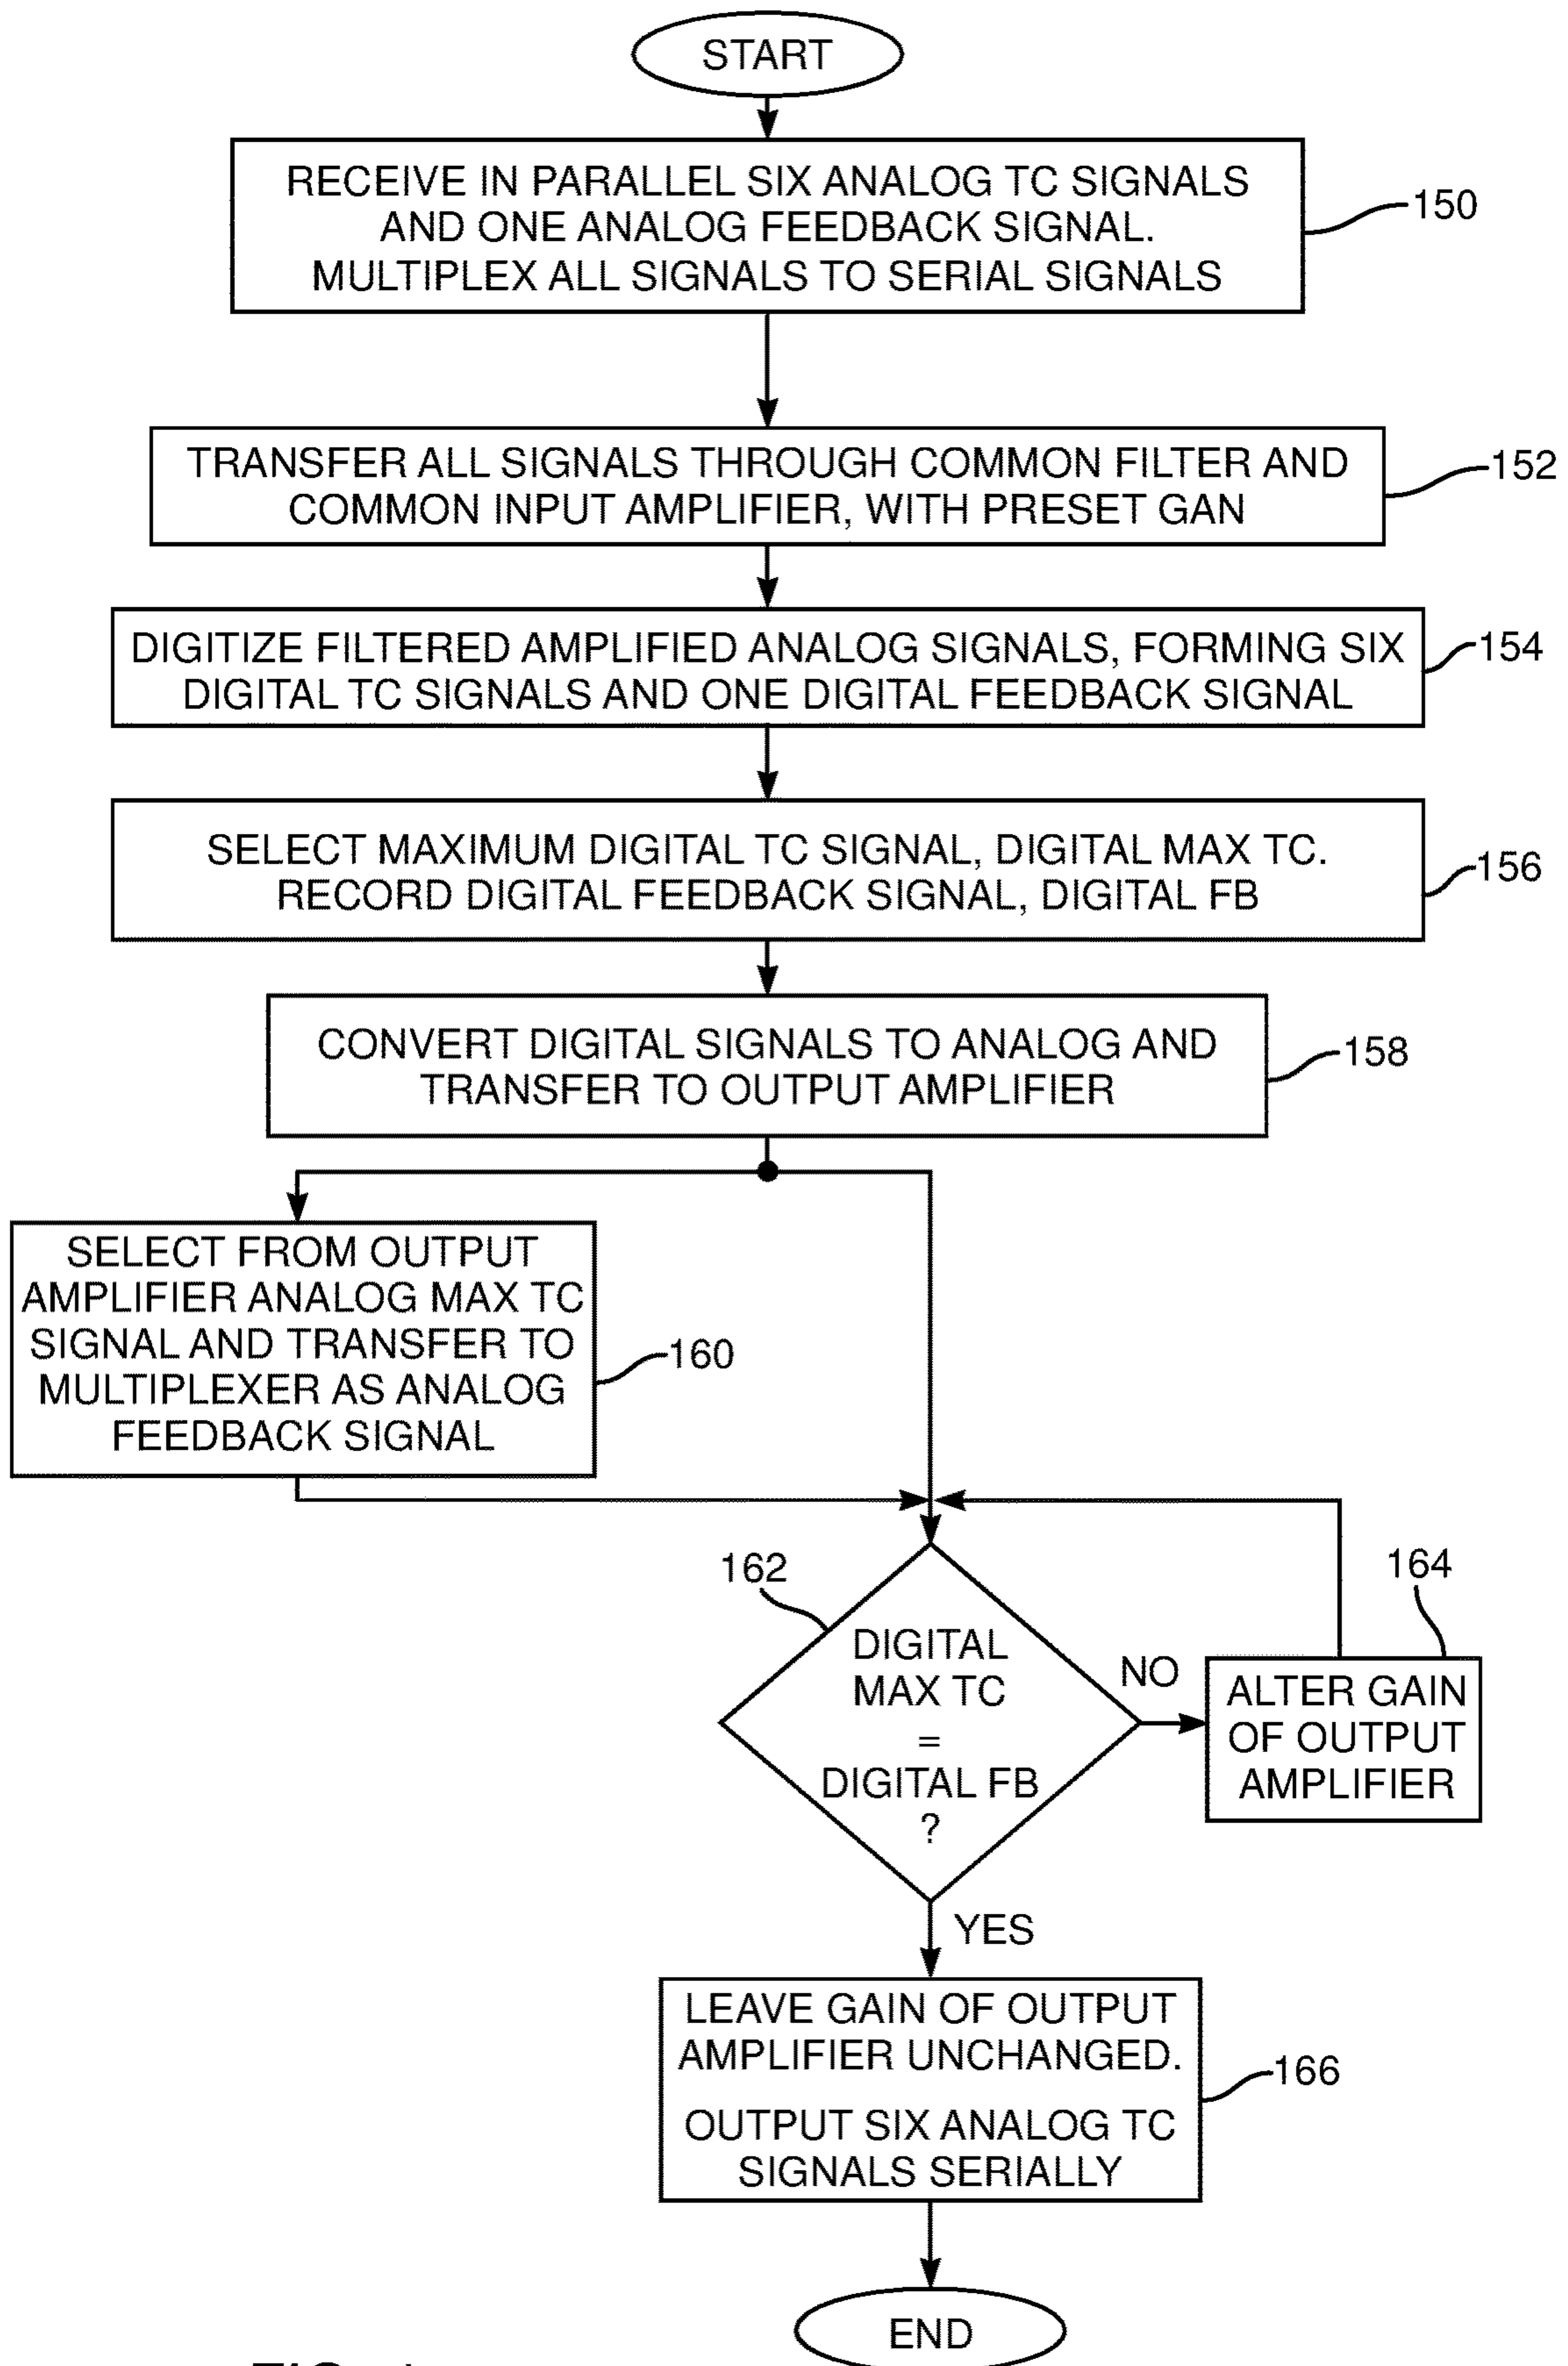 START
RECEIVE IN PARALLEL SIX ANALOG TC SIGNALS
AND ONE ANALOG FEEDBACK SIGNAL.
MULTIPLEX ALL SIGNALS TO SERIAL SIGNALS
150
TRANSFER ALL SIGNALS THROUGH COMMON FILTER AND
COMMON INPUT AMPLIFIER, WITH PRESET GAN
152
DIGITIZE FILTERED AMPLIFIED ANALOG SIGNALS, FORMING SIX
DIGITAL TC SIGNALS AND ONE DIGITAL FEEDBACK SIGNAL
154
SELECT MAXIMUM DIGITAL TC SIGNAL, DIGITAL MAX TC.
RECORD DIGITAL FEEDBACK SIGNAL, DIGITAL FB
156
CONVERT DIGITAL SIGNALS TO ANALOG AND
TRANSFER TO OUTPUT AMPLIFIER
158
SELECT FROM OUTPUT
AMPLIFIER ANALOG MAX TC
SIGNAL AND TRANSFER TO
MULTIPLEXER AS ANALOG
FEEDBACK SIGNAL
160
162
DIGITAL
MAX TC
=
DIGITAL FB
?
NO
164
ALTER GAIN
OF OUTPUT
AMPLIFIER
YES
LEAVE GAIN OF OUTPUT
AMPLIFIER UNCHANGED.
OUTPUT SIX ANALOG TC
SIGNALS SERIALLY
166
END